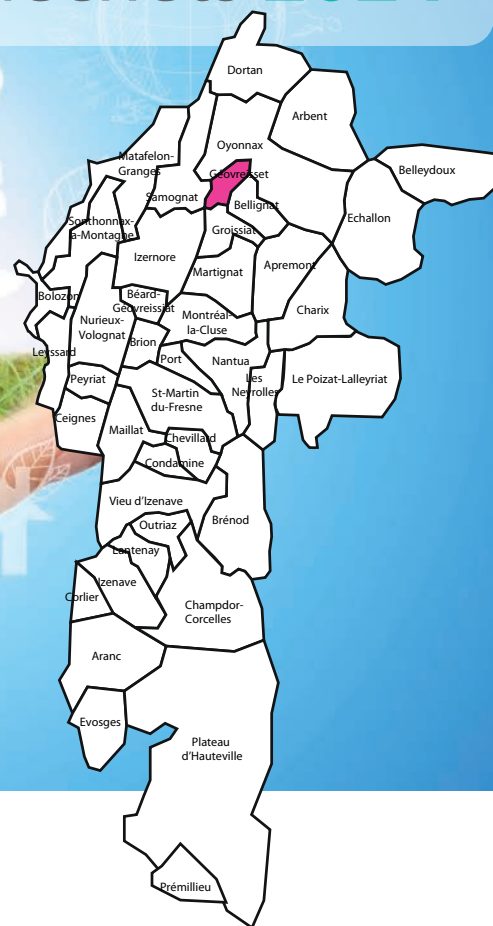 Dortan
Arbent
Oyonnax
Matafelon-
Granges
Géovreisset
Belleydoux
Samognat
Bellignat
Echallon
Sonthonnax-
la-Montagne
Groissiat
Izernore
Martignat
Apremont
Bolozon
Béard-
Géovreissiat
Charix
Nurieux-
Volognat
Montréal-
la-Cluse
Brion
Leyssard
Port
Nantua
Peyriat
Les
Neyrolles
Le Poizat-Lalleyriat
St-Martin
du-Fresne
Ceignes
Maillat
Chevillard
Condamine
Vieu d'Izenave
Outriaz
Brénod
Lantenay
Izenave
Corlier
Champdor-
Corcelles
Aranc
Evosges
Plateau
d'Hauteville
Prémillieu